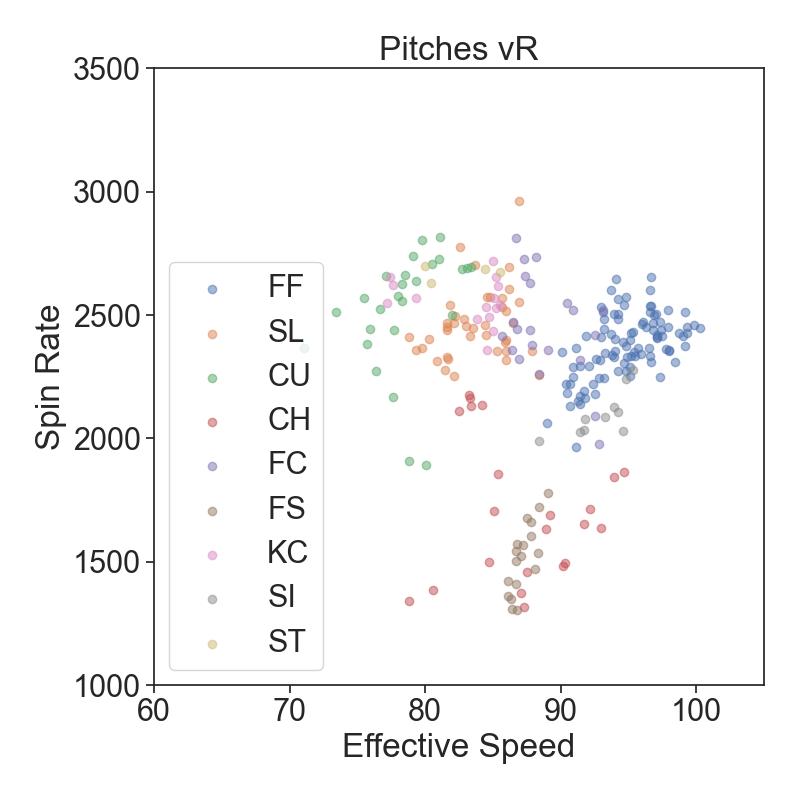 Pitches vR
3500
3000
2500
2000
1500
1000
Spin Rate
FF
SL
CU
CH
FC
FS
KC
SI
ST
60 70 80 90 100
Effective Speed